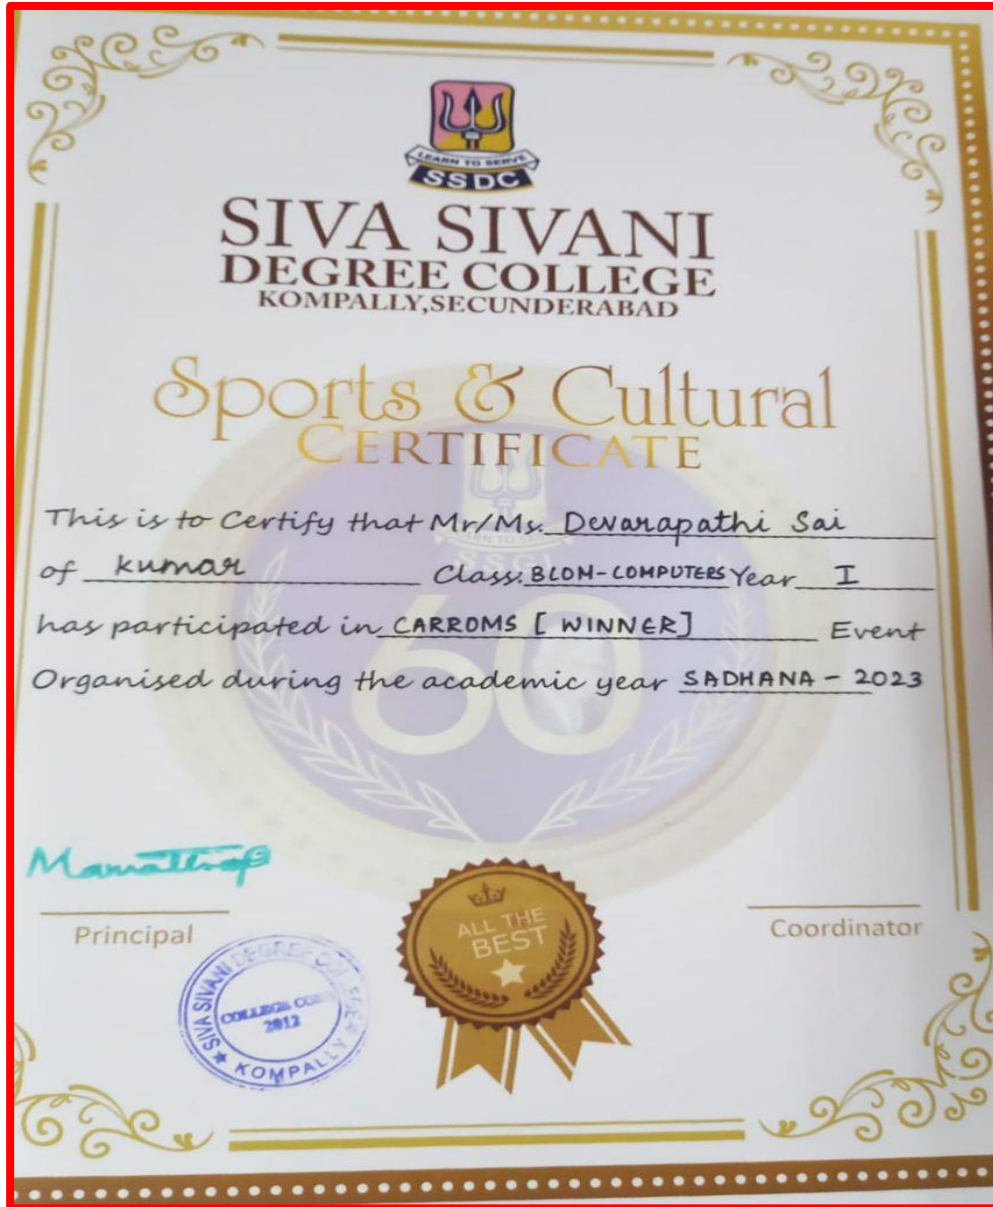 LEARN TO SERVE
SSDC
SIVA SIVANI
DEGREE COLLEGE
KOMPALLY,SECUNDERABAD
Sports & Cultural
CERTIFICATE
This is to Certify that Mr/Ms. Devarapathi Sai
of kumar Class: BCOM-COMPUTERS Year I
has participated in CARROMS [WINNER] Event
Organised during the academic year SADHANA - 2023
SSGI
60
Principal
Coordinator
ALL THE
BEST
SIVA SIVANI DEGREE COLLEGE
COLLEGE CODE
2012
KOMPALLY